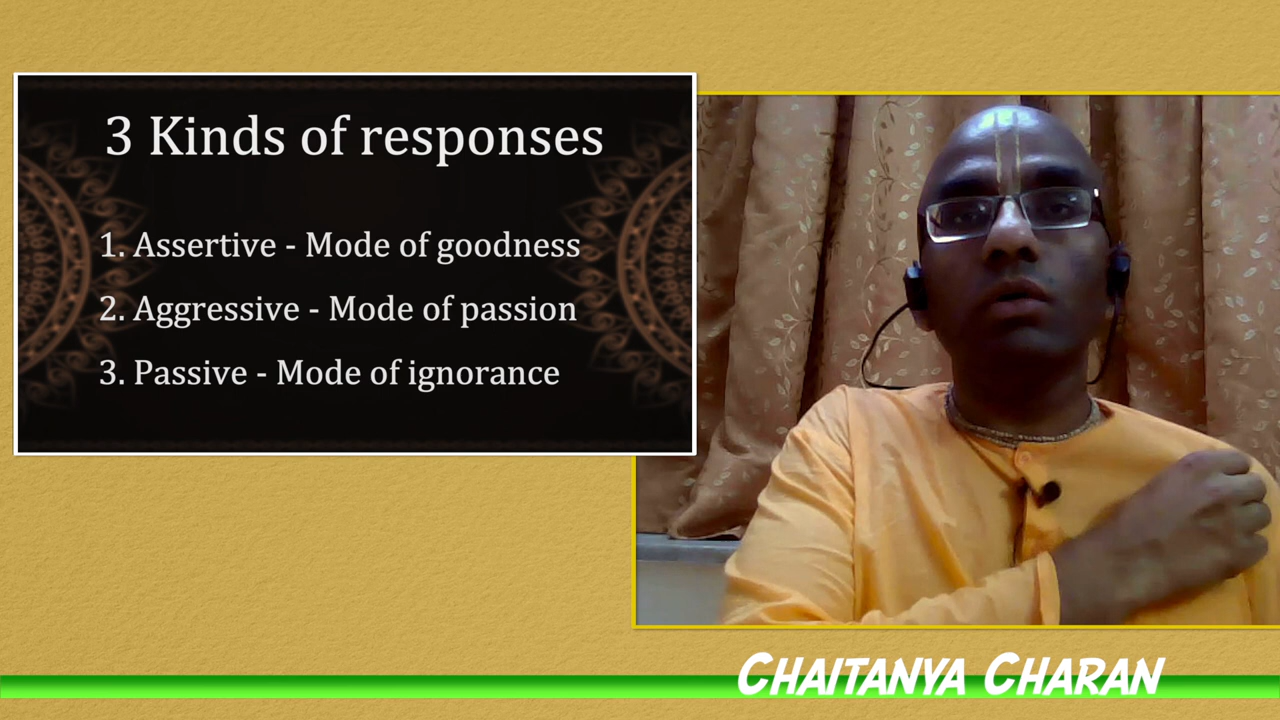 3 Kinds of responses
1. Assertive - Mode of goodness
2. Aggressive - Mode of passion
3. Passive - Mode of ignorance
CHAITANYA CHARAN